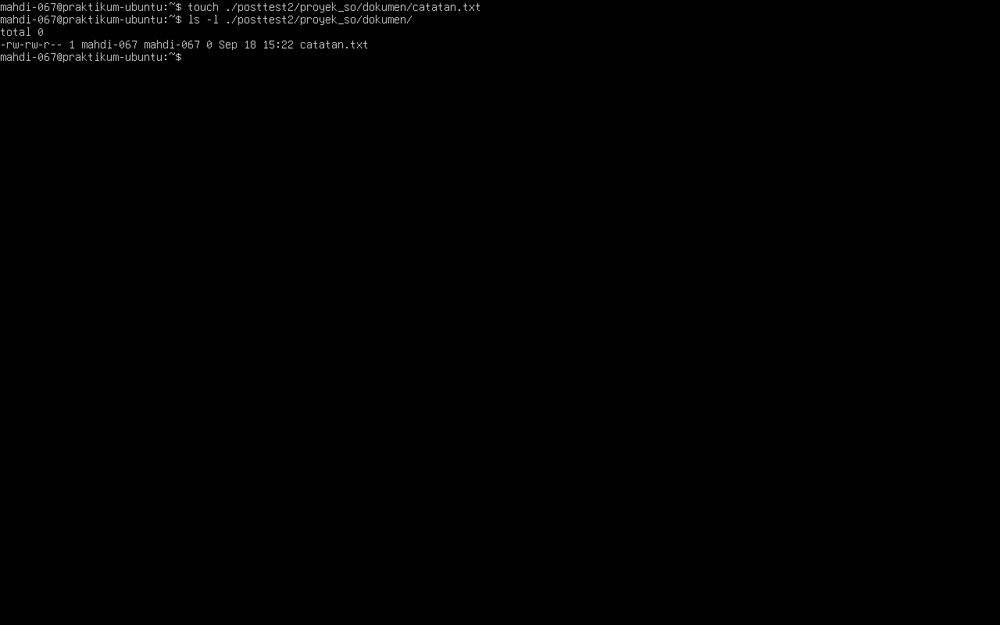 mahdi-067@praktikum-ubuntu:~$ touch ./posttest2/proyek_so/dokumen/catatan.txt
mahdi-067@praktikum-ubuntu:~$ ls -l ./posttest2/proyek_so/dokumen/
total 0
-rw-rw-r-- 1 mahdi-067 mahdi-067 0 Sep 18 15:22 catatan.txt
mahdi-067@praktikum-ubuntu:~$